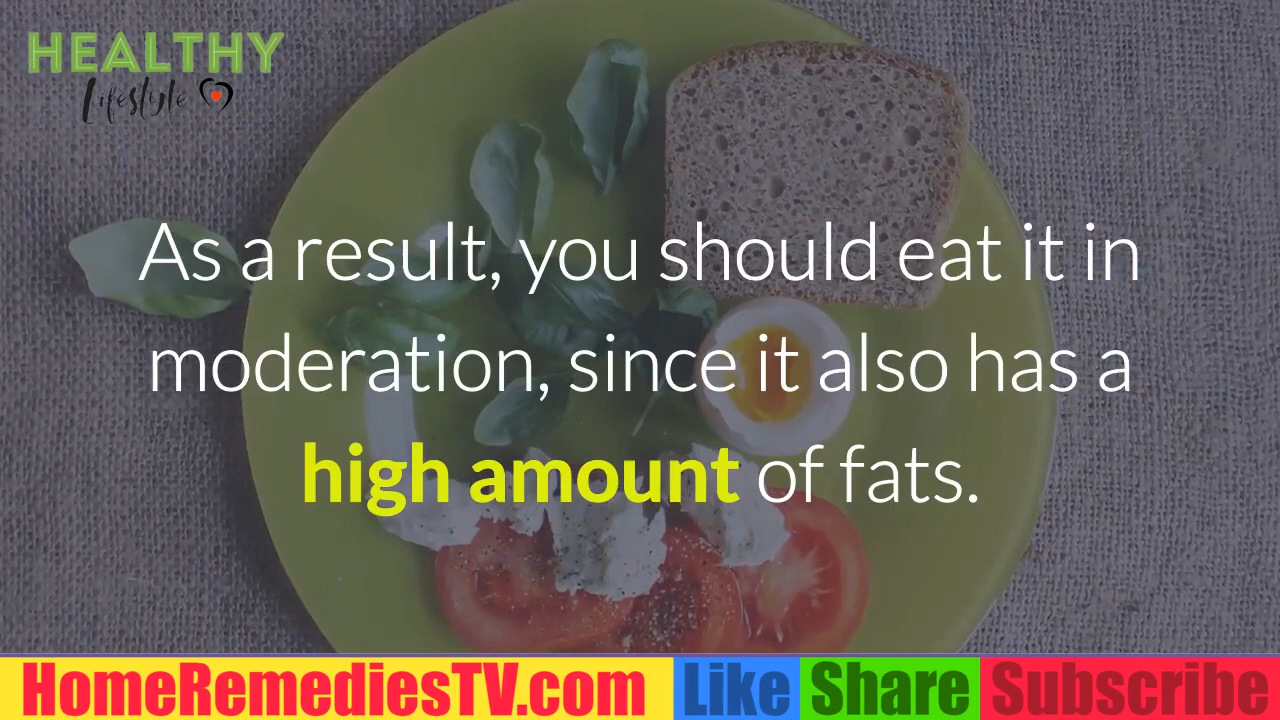 HEALTHY
Lifestyle
As a result, you should eat it in
moderation, since it also has a
high amount of fats.
HomeRemediesTV.com Like Share Subscribe